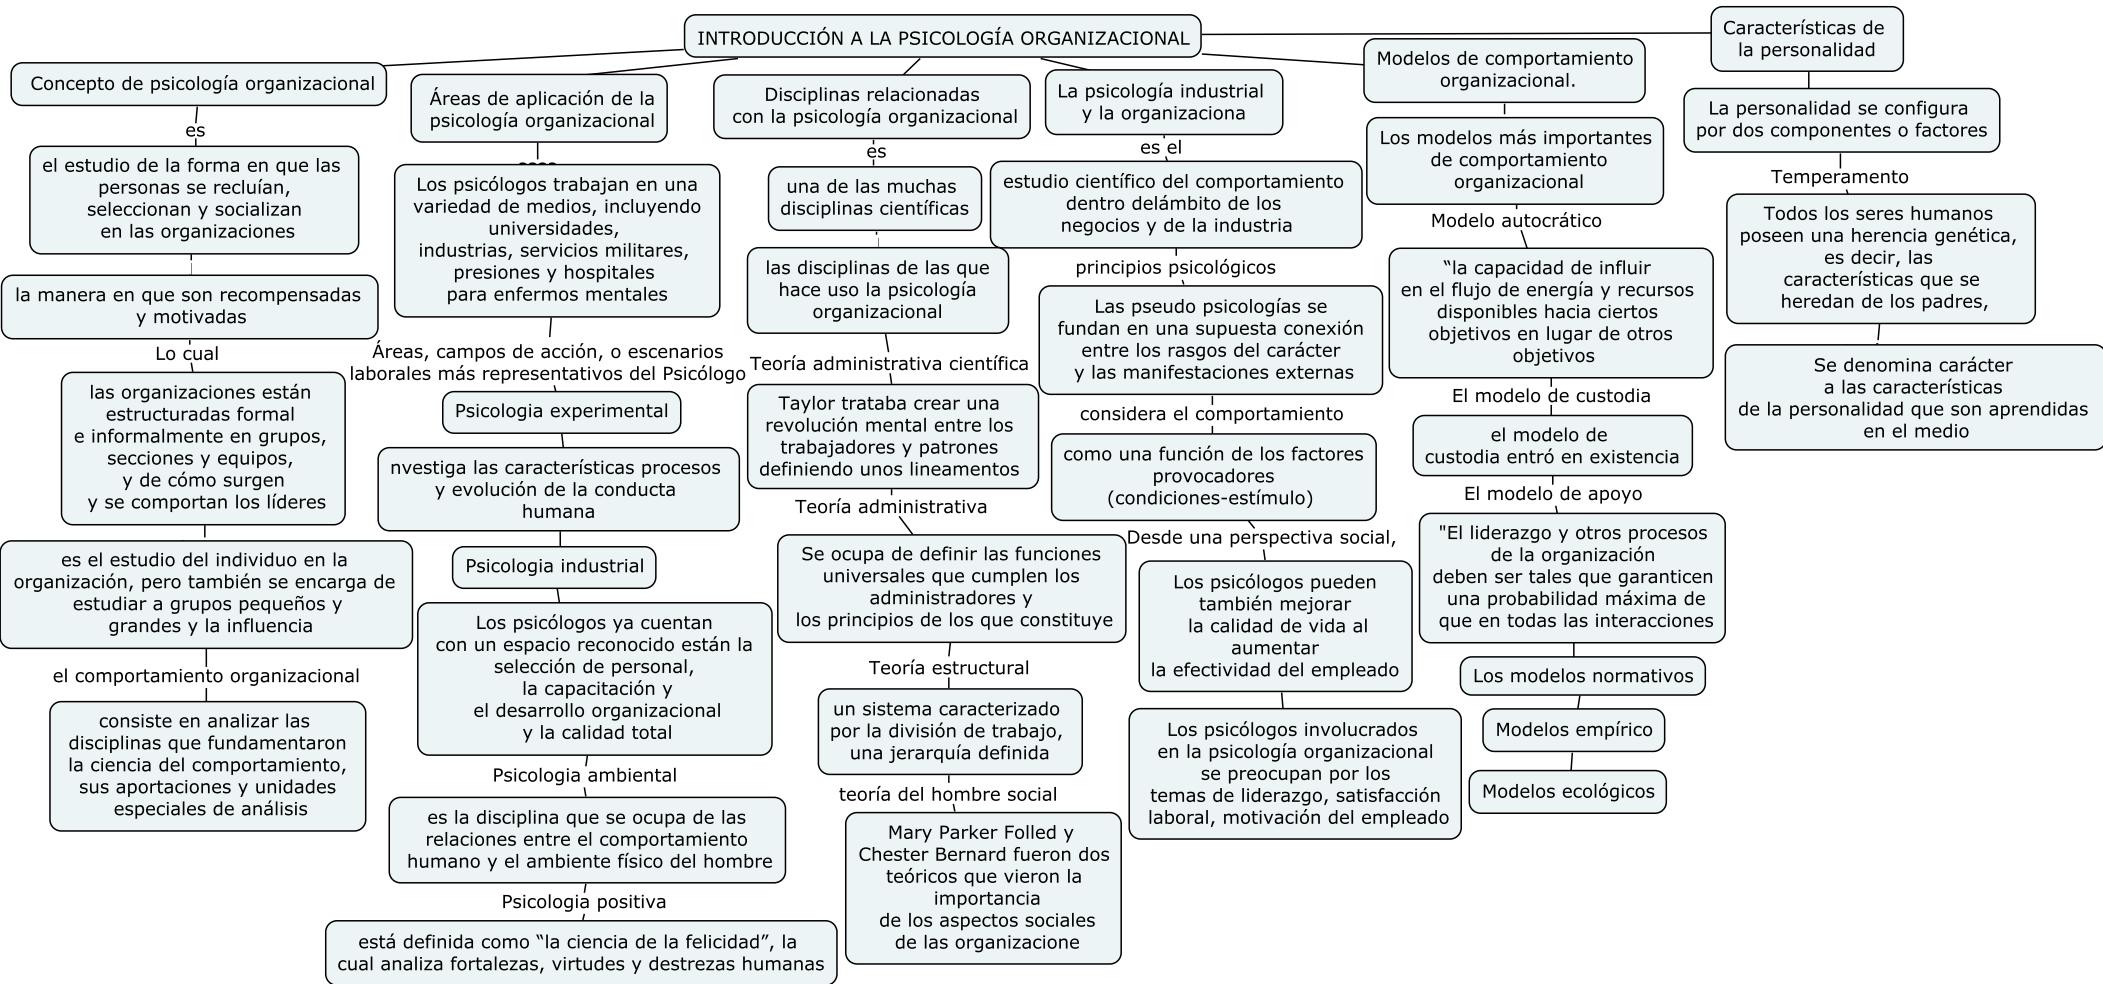 INTRODUCCIÓN A LA PSICOLOGÍA ORGANIZACIONAL
Concepto de psicología organizacional
es
el estudio de la forma en que las
personas se recluían,
seleccionan y socializan
en las organizaciones
la manera en que son recompensadas
y motivadas
Lo cual
las organizaciones están
estructuradas formal
e informalmente en grupos,
secciones y equipos,
y de cómo surgen
y se comportan los líderes
es el estudio del individuo en la
organización, pero también se encarga de
estudiar a grupos pequeños y
grandes y la influencia
el comportamiento organizacional
consiste en analizar las
disciplinas que fundamentaron
la ciencia del comportamiento,
sus aportaciones y unidades
especiales de análisis
Áreas de aplicación de la
psicología organizacional
Los psicólogos trabajan en una
variedad de medios, incluyendo
universidades,
industrias, servicios militares,
presiones y hospitales
para enfermos mentales
Áreas, campos de acción, o escenarios
laborales más representativos del Psicólogo
Psicologia experimental
nvestiga las características procesos
y evolución de la conducta
humana
Psicologia industrial
Los psicólogos ya cuentan
con un espacio reconocido están la
selección de personal,
la capacitación y
el desarrollo organizacional
y la calidad total
Psicologia ambiental
es la disciplina que se ocupa de las
relaciones entre el comportamiento
humano y el ambiente físico del hombre
Psicologia positiva
está definida como “la ciencia de la felicidad”, la
cual analiza fortalezas, virtudes y destrezas humanas
Disciplinas relacionadas
con la psicología organizacional
es
una de las muchas
disciplinas científicas
las disciplinas de las que
hace uso la psicología
organizacional
Teoría administrativa científica
Taylor trataba crear una
revolución mental entre los
trabajadores y patrones
definiendo unos lineamentos
Teoría administrativa
Se ocupa de definir las funciones
universales que cumplen los
administradores y
los principios de los que constituye
Teoría estructural
un sistema caracterizado
por la división de trabajo,
una jerarquía definida
teoría del hombre social
Mary Parker Folled y
Chester Bernard fueron dos
teóricos que vieron la
importancia
de los aspectos sociales
de las organizacione
La psicología industrial
y la organizaciona
es el
estudio científico del comportamiento
dentro delámbito de los
negocios y de la industria
principios psicológicos
Las pseudo psicologías se
fundan en una supuesta conexión
entre los rasgos del carácter
y las manifestaciones externas
considera el comportamiento
como una función de los factores
provocadores
(condiciones-estímulo)
Desde una perspectiva social,
Los psicólogos pueden
también mejorar
la calidad de vida al
aumentar
la efectividad del empleado
Los psicólogos involucrados
en la psicología organizacional
se preocupan por los
temas de liderazgo, satisfacción
laboral, motivación del empleado
Modelos de comportamiento
organizacional.
Los modelos más importantes
de comportamiento
organizacional
Modelo autocrático
“la capacidad de influir
en el flujo de energía y recursos
disponibles hacia ciertos
objetivos en lugar de otros
objetivos
El modelo de custodia
el modelo de
custodia entró en existencia
El modelo de apoyo
"El liderazgo y otros procesos
de la organización
deben ser tales que garanticen
una probabilidad máxima de
que en todas las interacciones
Los modelos normativos
Modelos empírico
Modelos ecológicos
Características de
la personalidad
La personalidad se configura
por dos componentes o factores
Temperamento
Todos los seres humanos
poseen una herencia genética,
es decir, las
características que se
heredan de los padres,
Se denomina carácter
a las características
de la personalidad que son aprendidas
en el medio